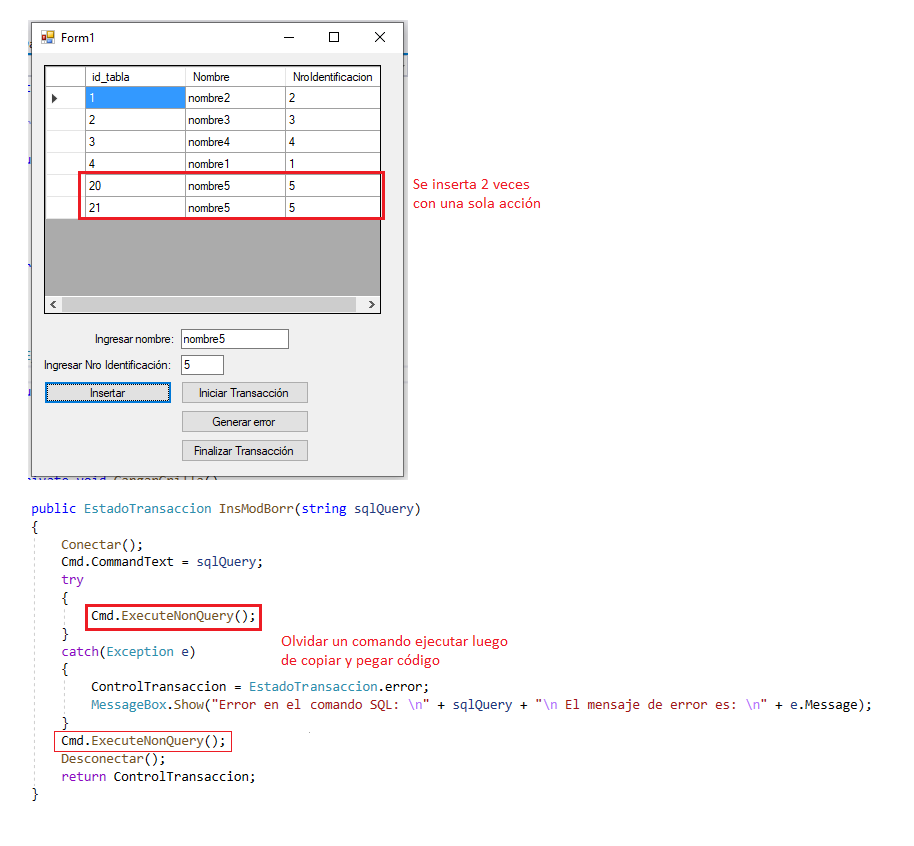 Form1
id_tabla Nombre NroIdentificacion
1 nombre2 2
2 nombre3 3
3 nombre4 4
4 nombre1 1
20 nombre5 5
21 nombre5 5
Se inserta 2 veces
con una sola acción
Ingresar nombre: nombre5
Ingresar Nro Identificación: 5
Insertar Iniciar Transacción
Generar error
Finalizar Transacción
public EstadoTransaccion InsModBorr(string sqlQuery)
{
Conectar();
Cmd.CommandText = sqlQuery;
try
{
Cmd.ExecuteNonQuery();
}
Olvidar un comando ejecutar luego
de copiar y pegar código
catch(Exception e)
{
ControlTransaccion = EstadoTransaccion.error;
MessageBox.Show("Error en el comando SQL: \n" + sqlQuery + "\n El mensaje de error es: \n" + e.Message);
}
Cmd.ExecuteNonQuery();
Desconectar();
return ControlTransaccion;
}